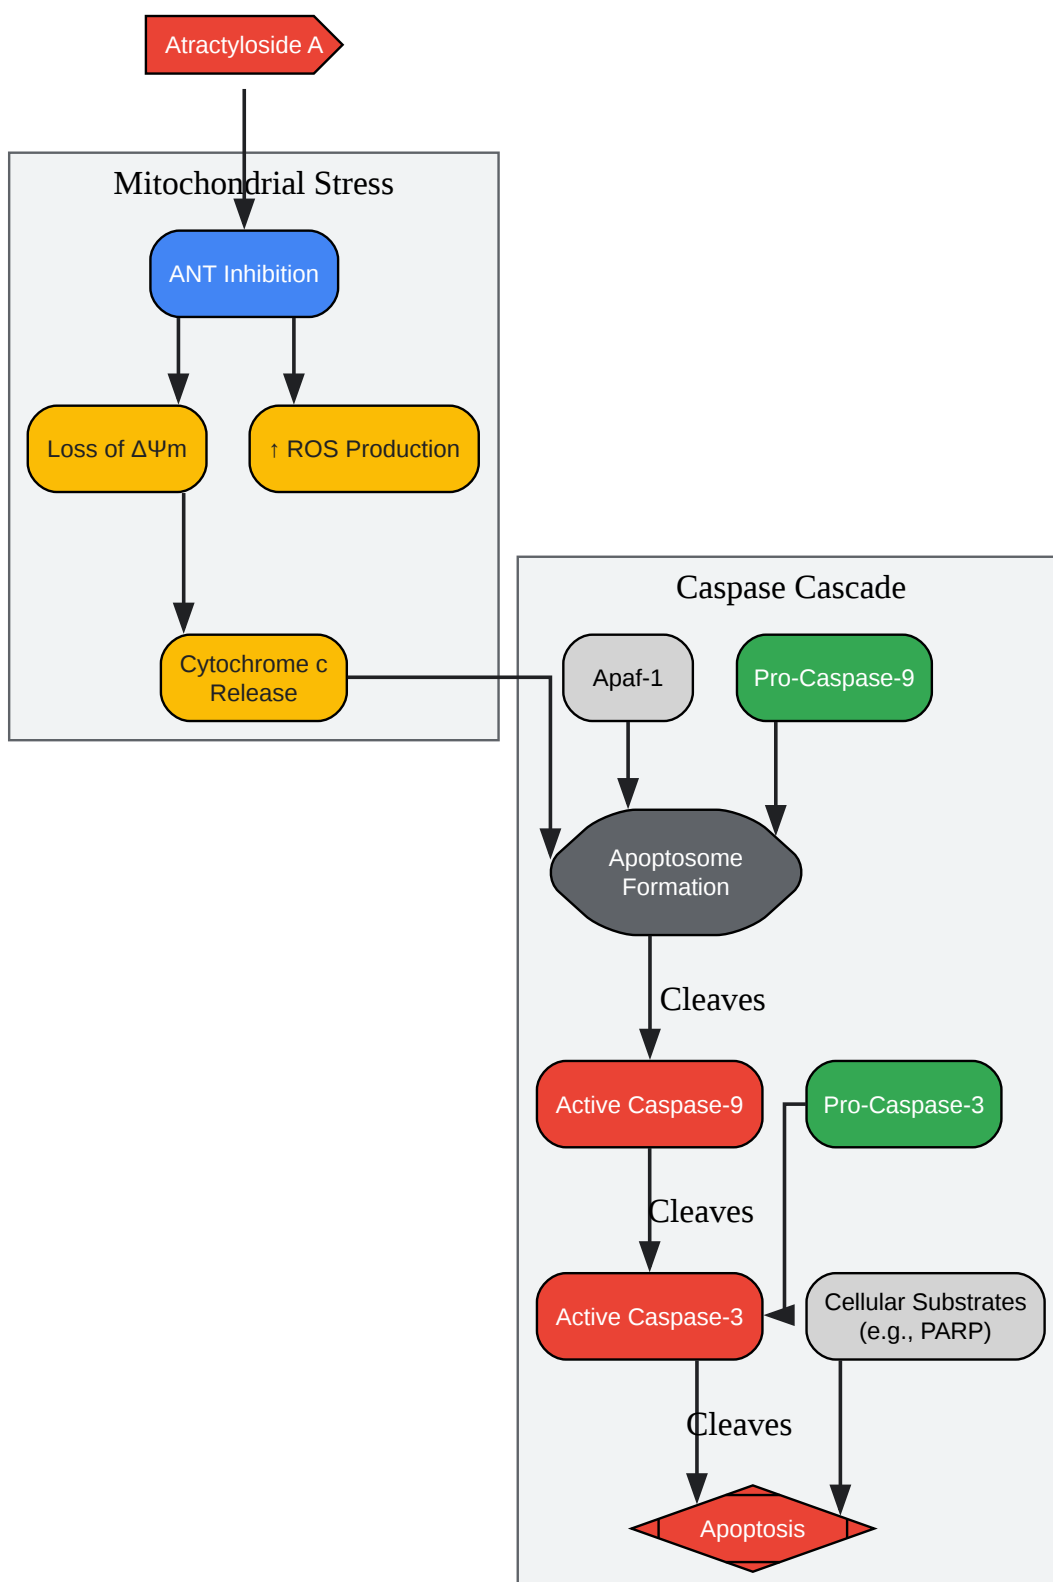 Atractyloside A
Mitochondrial Stress
ANT Inhibition
Loss of ΔΨm
↑ ROS Production
Cytochrome c
Release
Caspase Cascade
Apaf-1
Pro-Caspase-9
Apoptosome
Formation
Cleaves
Active Caspase-9
Pro-Caspase-3
Cleaves
Active Caspase-3
Cellular Substrates
(e.g., PARP)
Cleaves
Apoptosis